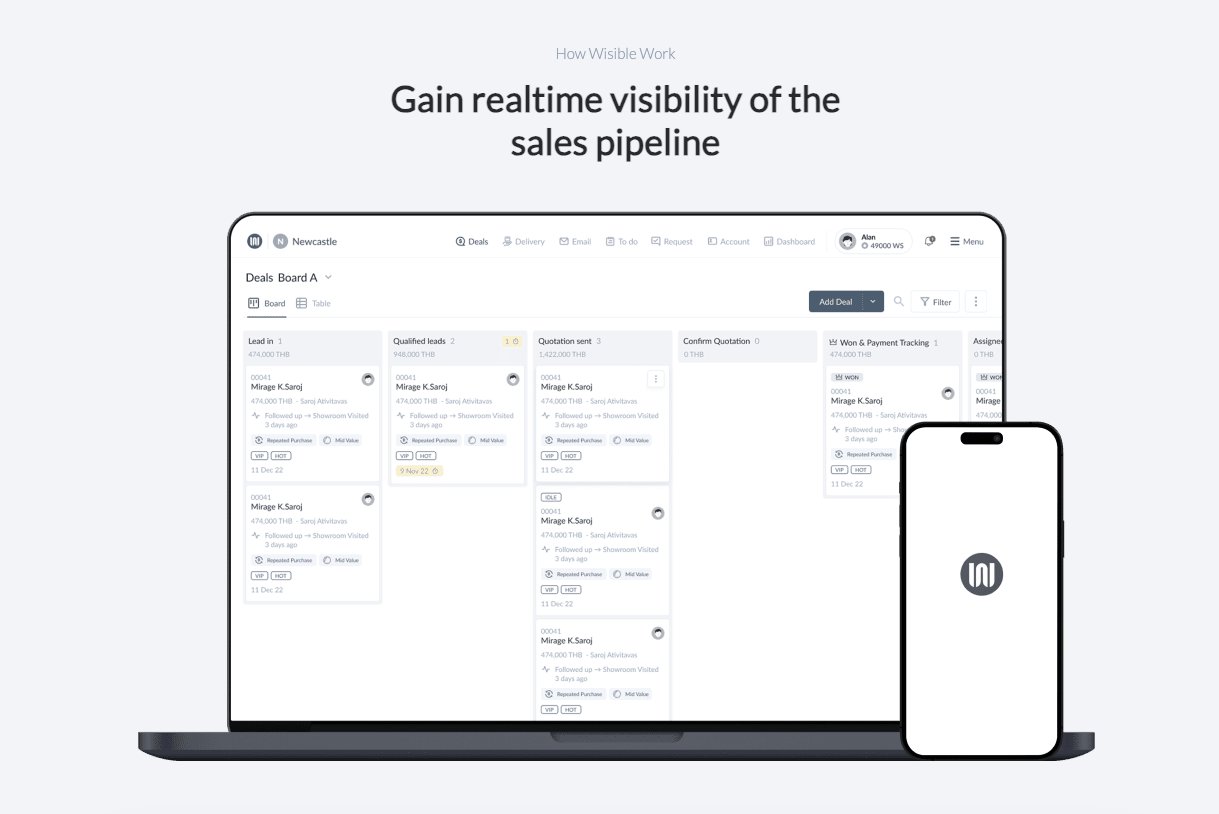 How Wisible Work
Gain realtime visibility of the
sales pipeline
N Newcastle
Deals
Delivery
Email
To do
Request
Account
Dashboard
Alan
49000 WS
Menu
Deals Board A
Board
Table
Add Deal
Filter
Lead in 1
474,000 THB
00041
Mirage K.Saroj
474,000 THB - Saroj Ativitavas
Followed up → Showroom Visited
3 days ago
Repeated Purchase
Mid Value
VIP HOT
11 Dec 22
00041
Mirage K.Saroj
474,000 THB - Saroj Ativitavas
Followed up → Showroom Visited
3 days ago
Repeated Purchase
Mid Value
VIP HOT
11 Dec 22
Qualified leads 2
1
948,000 THB
00041
Mirage K.Saroj
474,000 THB - Saroj Ativitavas
Followed up → Showroom Visited
3 days ago
Repeated Purchase
Mid Value
VIP HOT
9 Nov 22
Quotation sent 3
1,422,000 THB
00041
Mirage K.Saroj
474,000 THB - Saroj Ativitavas
Followed up → Showroom Visited
3 days ago
Repeated Purchase
Mid Value
VIP HOT
11 Dec 22
IDLE
00041
Mirage K.Saroj
474,000 THB - Saroj Ativitavas
Followed up → Showroom Visited
3 days ago
Repeated Purchase
Mid Value
VIP HOT
11 Dec 22
00041
Mirage K.Saroj
474,000 THB - Saroj Ativitavas
Followed up → Showroom Visited
3 days ago
Repeated Purchase
Mid Value
VIP HOT
Confirm Quotation 0
0 THB
Won & Payment Tracking 1
474,000 THB
WON
00041
Mirage K.Saroj
474,000 THB - Saroj Ativitavas
Followed up → Sho
3 days ago
Repeated Purchase
VIP HOT
11 Dec 22
Assigne
0 THB
WON
00041
Mirage
474,00